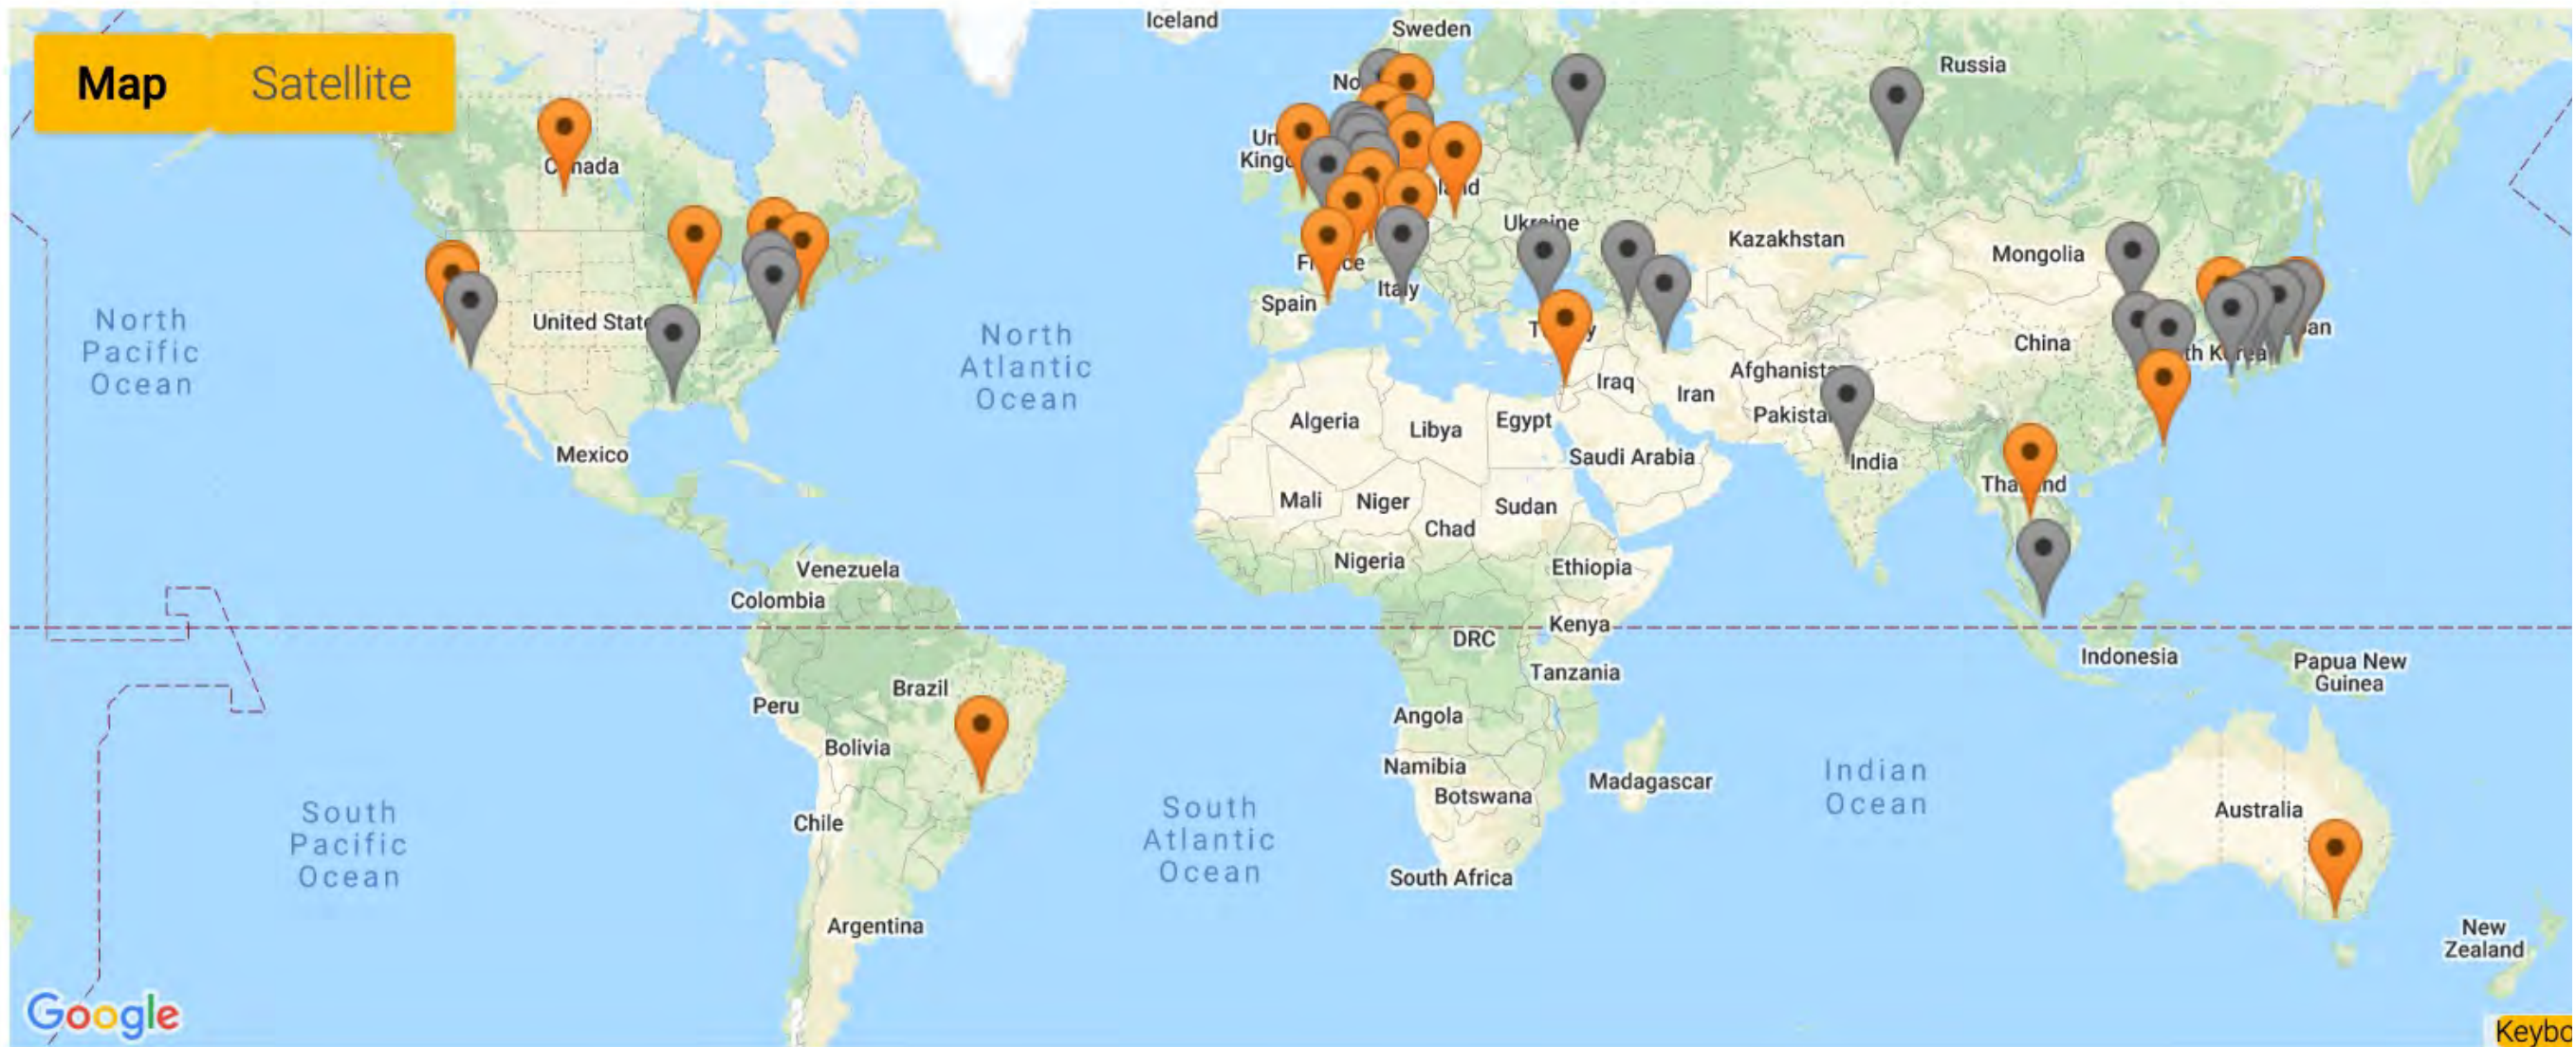 Map
Satellite
Iceland
Sweden
Russia
Canada
United States
Mexico
North
Pacific
Ocean
North
Atlantic
Ocean
Ukraine
Kazakhstan
Mongolia
France
Italy
Spain
China
Iraq
Iran
Algeria
Libya
Egypt
Saudi Arabia
India
Thailand
Mali
Niger
Chad
Sudan
Nigeria
Ethiopia
Venezuela
Colombia
Kenya
DRC
Tanzania
Indonesia
Papua New
Guinea
Brazil
Peru
Bolivia
Angola
Namibia
Botswana
Madagascar
Indian
Ocean
Australia
Chile
South
Pacific
Ocean
South
Atlantic
Ocean
South Africa
Argentina
New
Zealand
Google